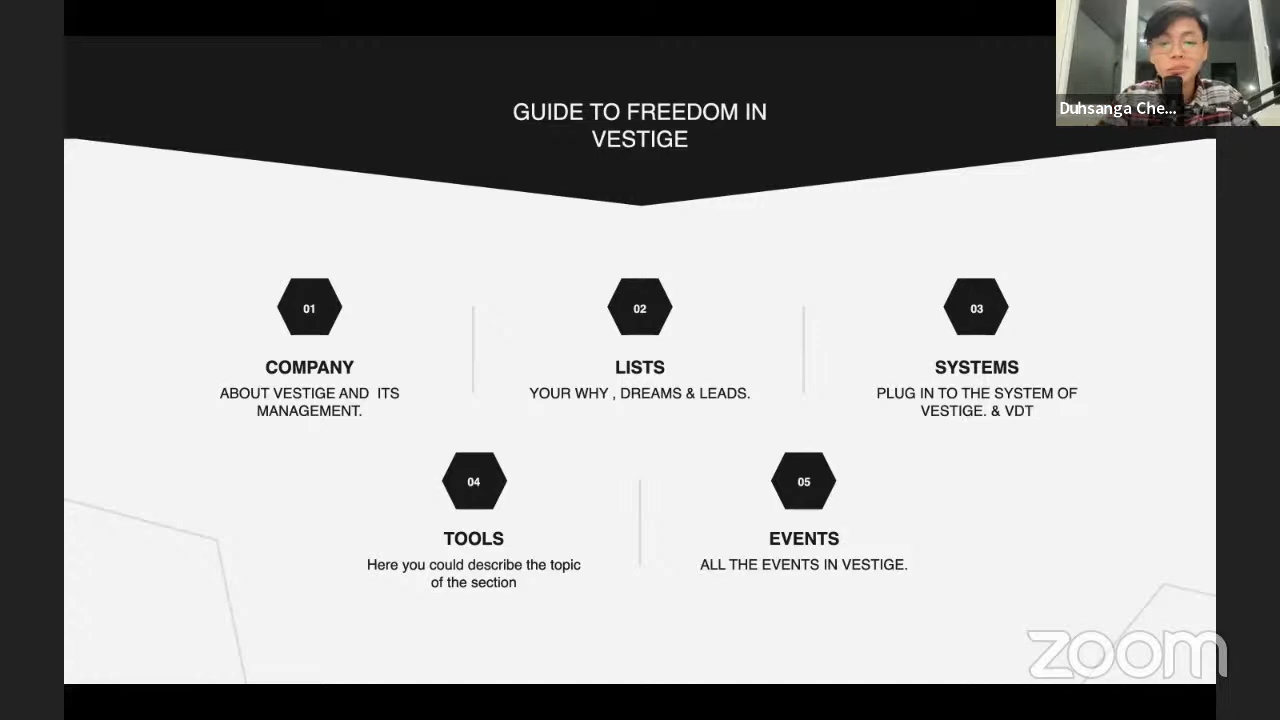 GUIDE TO FREEDOM IN
VESTIGE
Duhsanga Che...
01
COMPANY
ABOUT VESTIGE AND ITS
MANAGEMENT.
02
LISTS
YOUR WHY , DREAMS & LEADS.
03
SYSTEMS
PLUG IN TO THE SYSTEM OF
VESTIGE. & VDT
04
TOOLS
Here you could describe the topic
of the section
05
EVENTS
ALL THE EVENTS IN VESTIGE.
zoom